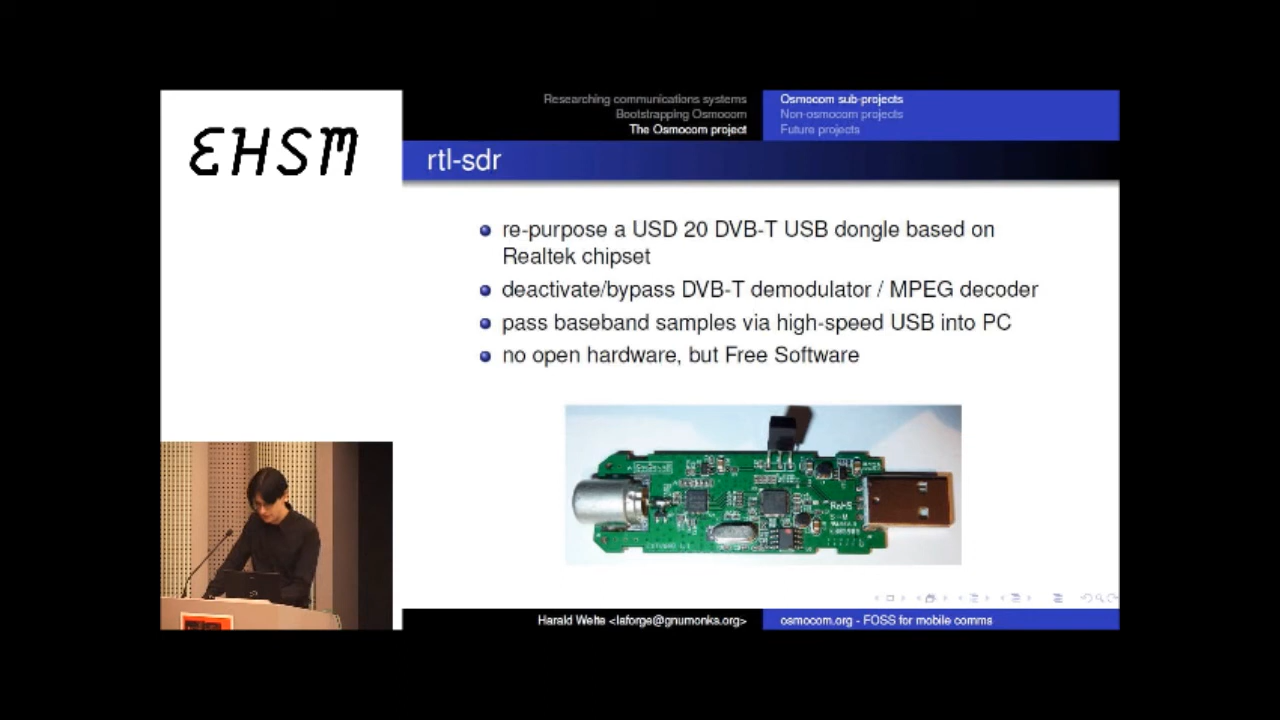 EHSM
Researching communications systems
Bootstrapping Osmocom
The Osmocom project
Osmocom sub-projects
Non-osmocom projects
Future projects
rtl-sdr
re-purpose a USD 20 DVB-T USB dongle based on
Realtek chipset
deactivate/bypass DVB-T demodulator / MPEG decoder
pass baseband samples via high-speed USB into PC
no open hardware, but Free Software
RoHS
Harald Welte <laforge@gnumonks.org>
osmocom.org - FOSS for mobile comms